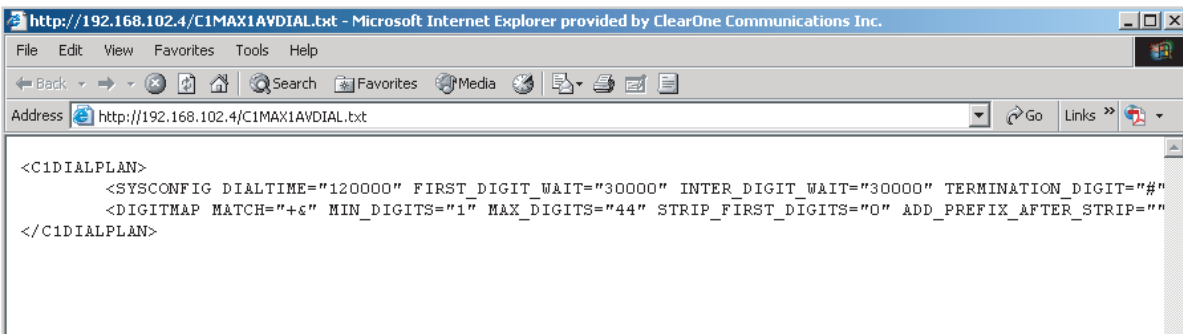 http://192.168.102.4/C1MAX1AVDIAL.txt - Microsoft Internet Explorer provided by ClearOne Communications Inc.
File Edit View Favorites Tools Help
Back Search Favorites Media
Address http://192.168.102.4/C1MAX1AVDIAL.txt Go Links »
<C1DIALPLAN>
<SYSCONFIG DIALTIME="120000" FIRST_DIGIT_WAIT="30000" INTER_DIGIT_WAIT="30000" TERMINATION_DIGIT="#"
<DIGITMAP MATCH="+&" MIN_DIGITS="1" MAX_DIGITS="44" STRIP_FIRST_DIGITS="0" ADD_PREFIX_AFTER_STRIP=""
</C1DIALPLAN>